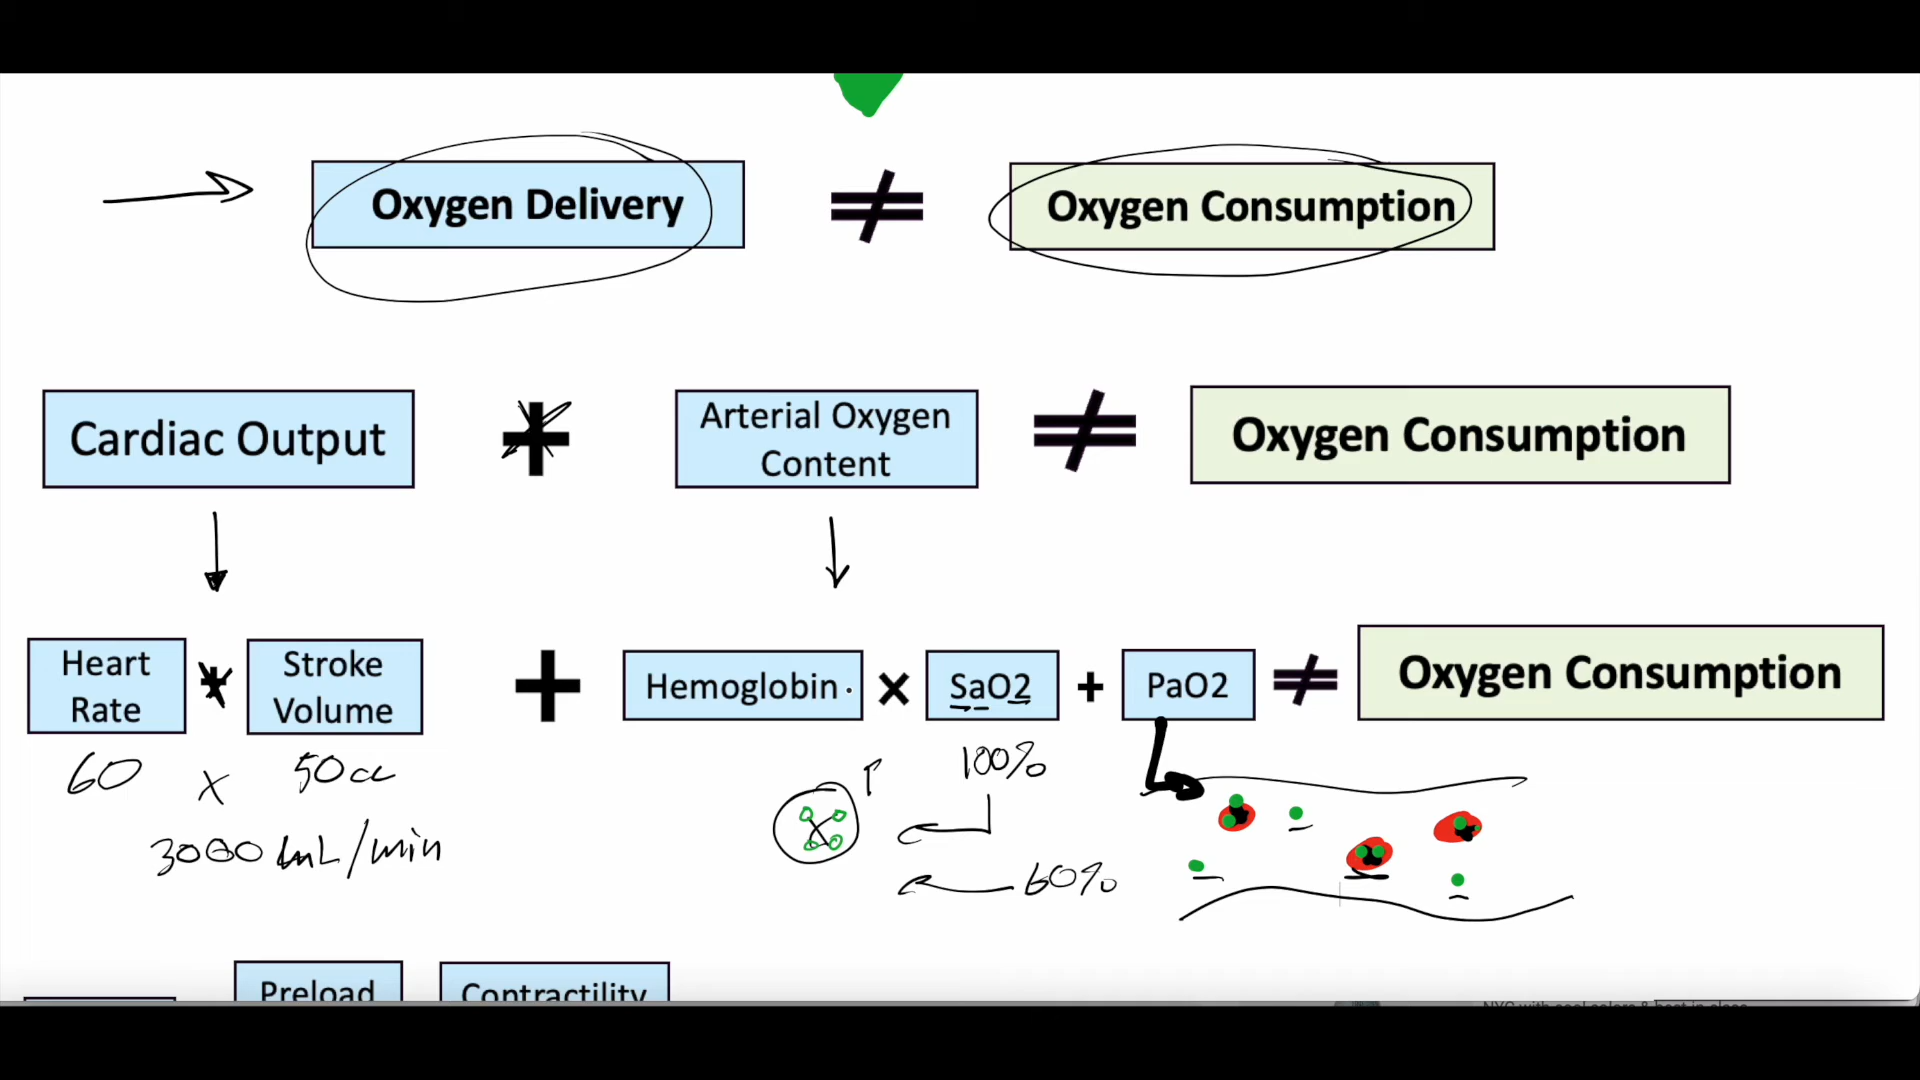 Oxygen Delivery ≠ Oxygen Consumption
Cardiac Output + Arterial Oxygen Content ≠ Oxygen Consumption
Heart Rate * Stroke Volume + Hemoglobin × SaO2 + PaO2 ≠ Oxygen Consumption
60 x 50cc 100%
3000 mL/min 60%
Preload Contractility